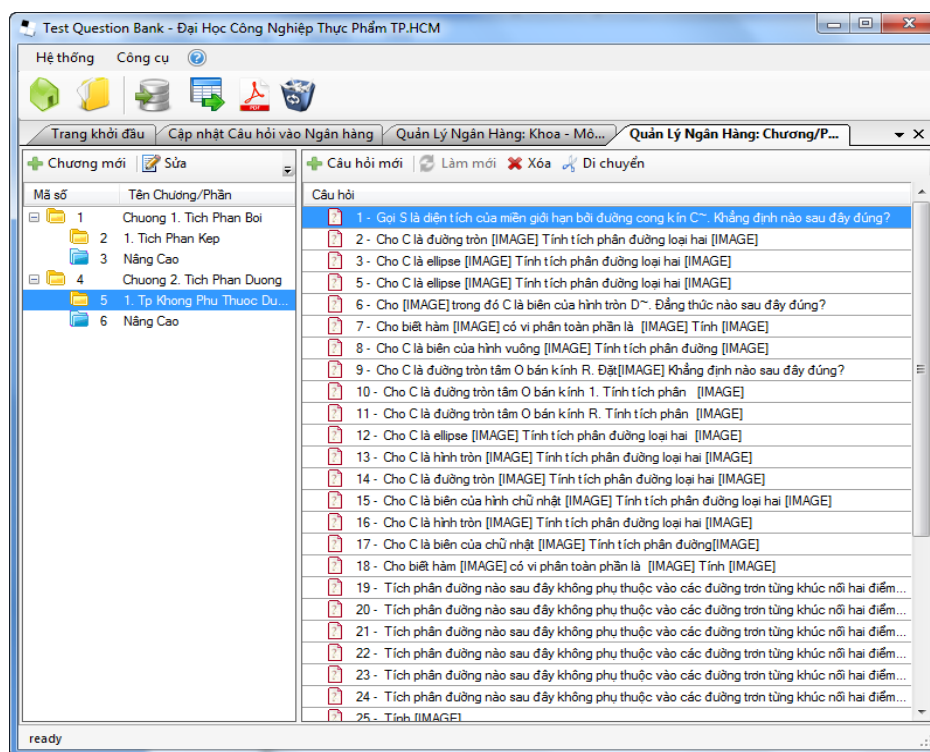 Test Question Bank - Đại Học Công Nghiệp Thực Phẩm TP.HCM
Hệ thống Công cụ
PDF
Trang khởi đầu Cập nhật Câu hỏi vào Ngân hàng Quản Lý Ngân Hàng: Khoa - Mô... Quản Lý Ngân Hàng: Chương/P...
Chương mới Sửa
Mã số Tên Chương/Phần
1 Chuong 1. Tich Phan Boi
2 1. Tich Phan Kep
3 Nâng Cao
4 Chuong 2. Tich Phan Duong
5 1. Tp Khong Phu Thuoc Du...
6 Nâng Cao
Câu hỏi mới Làm mới Xóa Di chuyển
Câu hỏi
1 - Gọi S là diện tích của miền giới hạn bởi đường cong kín C~. Khẳng định nào sau đây đúng?
2 - Cho C là đường tròn [IMAGE] Tính tích phân đường loại hai [IMAGE]
3 - Cho C là ellipse [IMAGE] Tính tích phân đường loại hai [IMAGE]
5 - Cho C là ellipse [IMAGE] Tính tích phân đường loại hai [IMAGE]
6 - Cho [IMAGE] trong đó C là biên của hình tròn D~. Đẳng thức nào sau đây đúng?
7 - Cho biết hàm [IMAGE] có vi phân toàn phần là [IMAGE] Tính [IMAGE]
8 - Cho C là biên của hình vuông [IMAGE] Tính tích phân đường [IMAGE]
9 - Cho C là đường tròn tâm O bán kính R. Đặt[IMAGE] Khẳng định nào sau đây đúng?
10 - Cho C là đường tròn tâm O bán kính 1. Tính tích phân [IMAGE]
11 - Cho C là đường tròn tâm O bán kính R. Tính tích phân [IMAGE]
12 - Cho C là ellipse [IMAGE] Tính tích phân đường loại hai [IMAGE]
13 - Cho C là hình tròn [IMAGE] Tính tích phân đường loại hai [IMAGE]
14 - Cho C là đường tròn [IMAGE] Tính tích phân đường loại hai [IMAGE]
15 - Cho C là biên của hình chữ nhật [IMAGE] Tính tích phân đường loại hai [IMAGE]
16 - Cho C là hình tròn [IMAGE] Tính tích phân đường loại hai [IMAGE]
17 - Cho C là biên của chữ nhật [IMAGE] Tính tích phân đường[IMAGE]
18 - Cho biết hàm [IMAGE] có vi phân toàn phần là [IMAGE] Tính [IMAGE]
19 - Tích phân đường nào sau đây không phụ thuộc vào các đường trơn từng khúc nối hai điểm...
20 - Tích phân đường nào sau đây không phụ thuộc vào các đường trơn từng khúc nối hai điểm...
21 - Tích phân đường nào sau đây không phụ thuộc vào các đường trơn từng khúc nối hai điểm...
22 - Tích phân đường nào sau đây không phụ thuộc vào các đường trơn từng khúc nối hai điểm...
23 - Tích phân đường nào sau đây không phụ thuộc vào các đường trơn từng khúc nối hai điểm...
24 - Tích phân đường nào sau đây không phụ thuộc vào các đường trơn từng khúc nối hai điểm...
25 - Tính [IMAGE]
ready